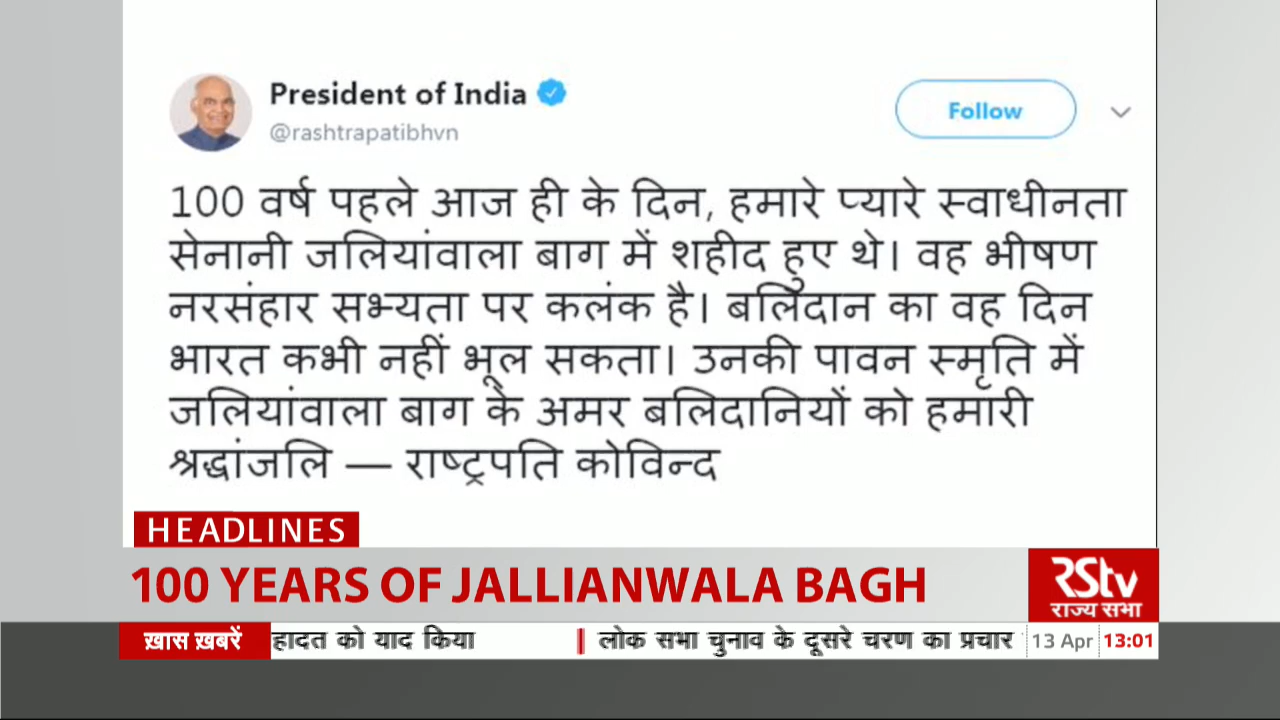 President of India
@rashtrapatibhvn
Follow
100 वर्ष पहले आज ही के दिन, हमारे प्यारे स्वाधीनता
सेनानी जलियांवाला बाग में शहीद हुए थे। वह भीषण
नरसंहार सभ्यता पर कलंक है। बलिदान का वह दिन
भारत कभी नहीं भूल सकता। उनकी पावन स्मृति में
जलियांवाला बाग के अमर बलिदानियों को हमारी
श्रद्धांजलि — राष्ट्रपति कोविन्द
HEADLINES
100 YEARS OF JALLIANWALA BAGH
RStv
राज्य सभा
ख़ास ख़बरें हादत को याद किया | लोक सभा चुनाव के दूसरे चरण का प्रचार 13 Apr 13:01